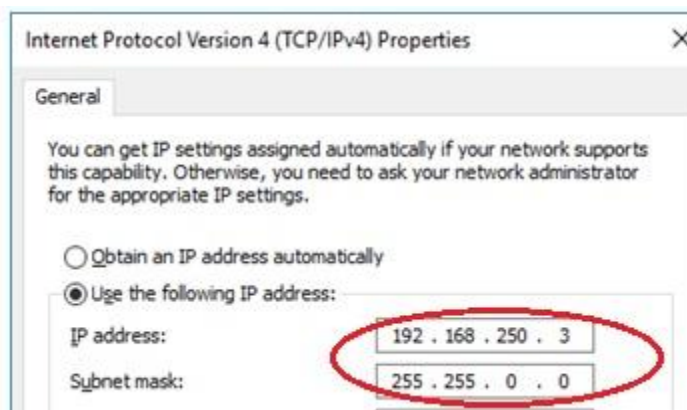 Internet Protocol Version 4 (TCP/IPv4) Properties
General
You can get IP settings assigned automatically if your network supports
this capability. Otherwise, you need to ask your network administrator
for the appropriate IP settings.
Obtain an IP address automatically
Use the following IP address:
IP address: 192 . 168 . 250 . 3
Subnet mask: 255 . 255 . 0 . 0